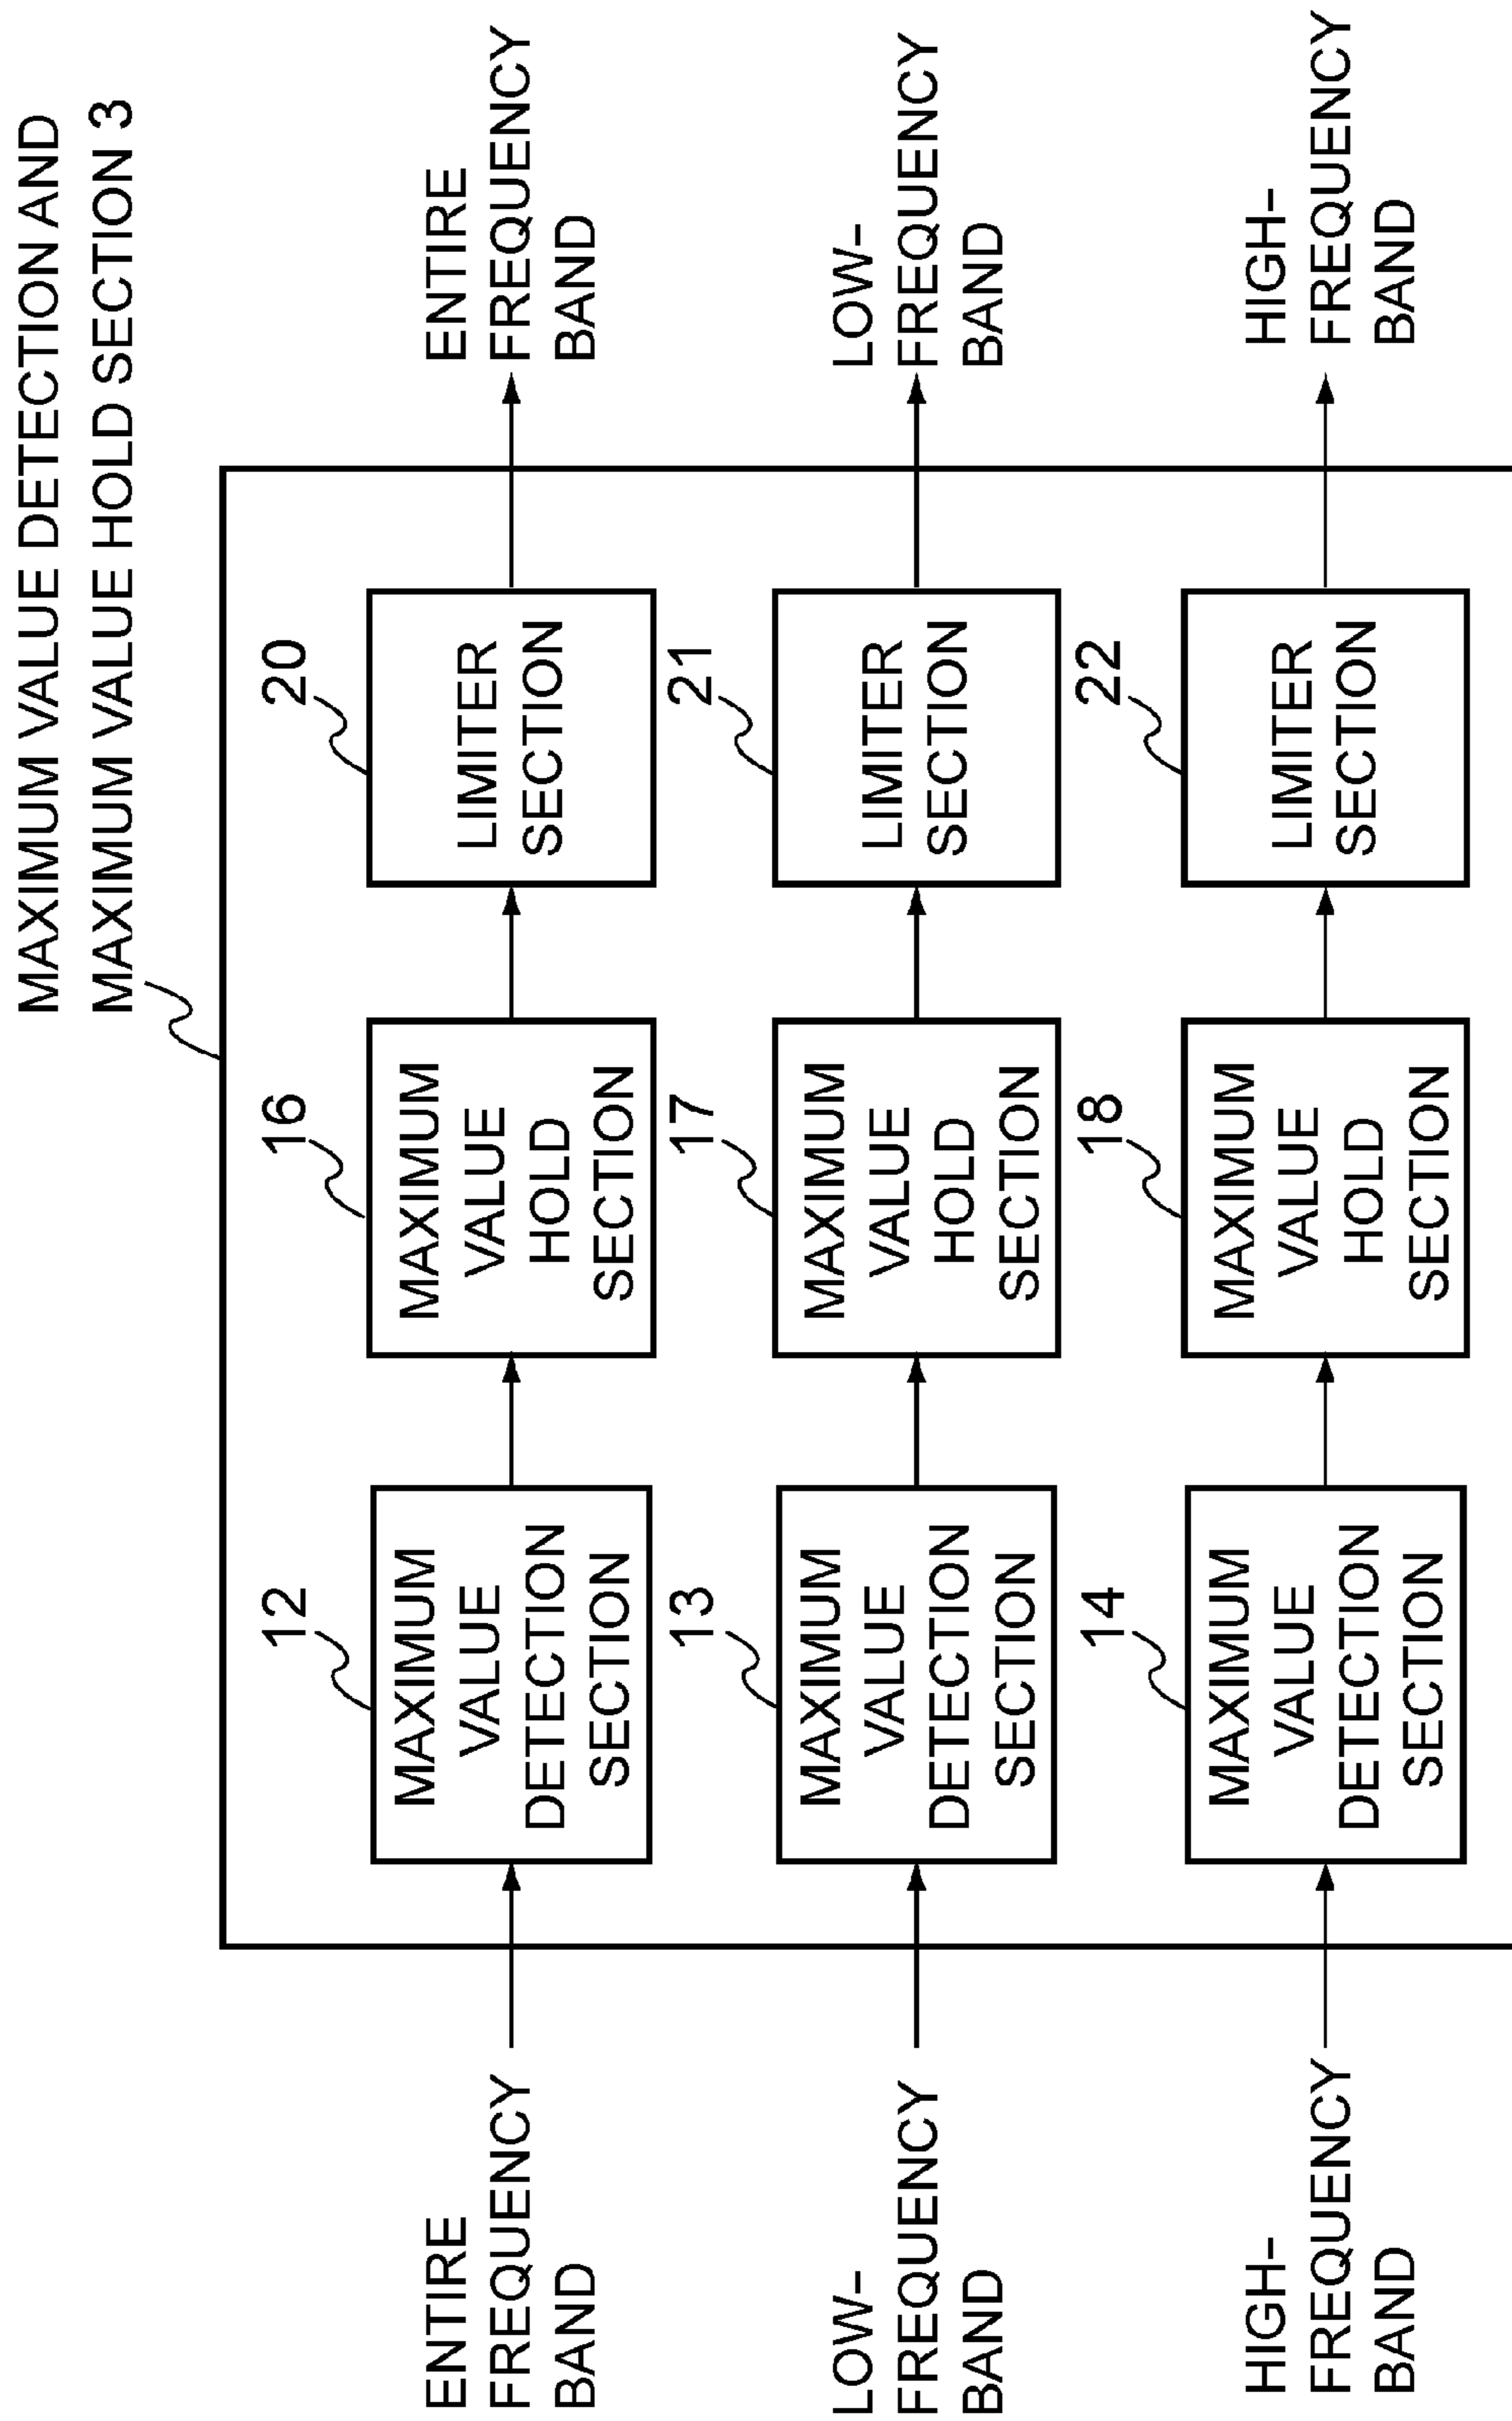 MAXIMUM VALUE DETECTION AND
MAXIMUM VALUE HOLD SECTION 3
ENTIRE
FREQUENCY
BAND
12
MAXIMUM
VALUE
DETECTION
SECTION
16
MAXIMUM
VALUE
HOLD
SECTION
20
LIMITER
SECTION
ENTIRE
FREQUENCY
BAND
LOW-
FREQUENCY
BAND
13
MAXIMUM
VALUE
DETECTION
SECTION
17
MAXIMUM
VALUE
HOLD
SECTION
21
LIMITER
SECTION
LOW-
FREQUENCY
BAND
HIGH-
FREQUENCY
BAND
14
MAXIMUM
VALUE
DETECTION
SECTION
18
MAXIMUM
VALUE
HOLD
SECTION
22
LIMITER
SECTION
HIGH-
FREQUENCY
BAND